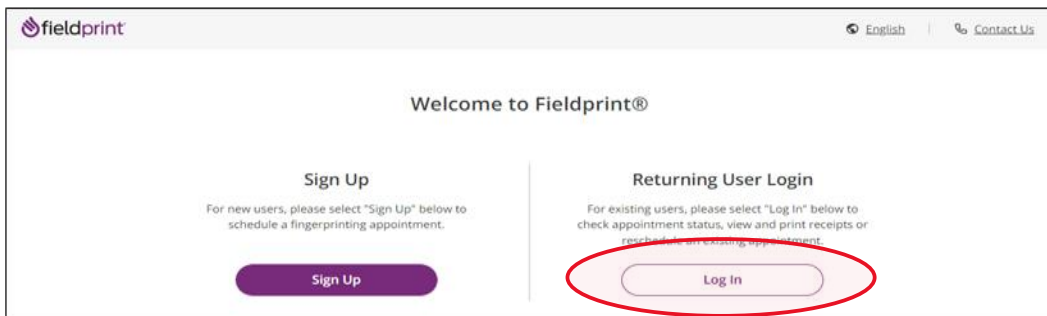 fieldprint
English
Contact Us
Welcome to Fieldprint®
Sign Up
For new users, please select "Sign Up" below to
schedule a fingerprinting appointment.
Sign Up
Returning User Login
For existing users, please select "Log In" below to
check appointment status, view and print receipts or
reschedule an existing appointment.
Log In